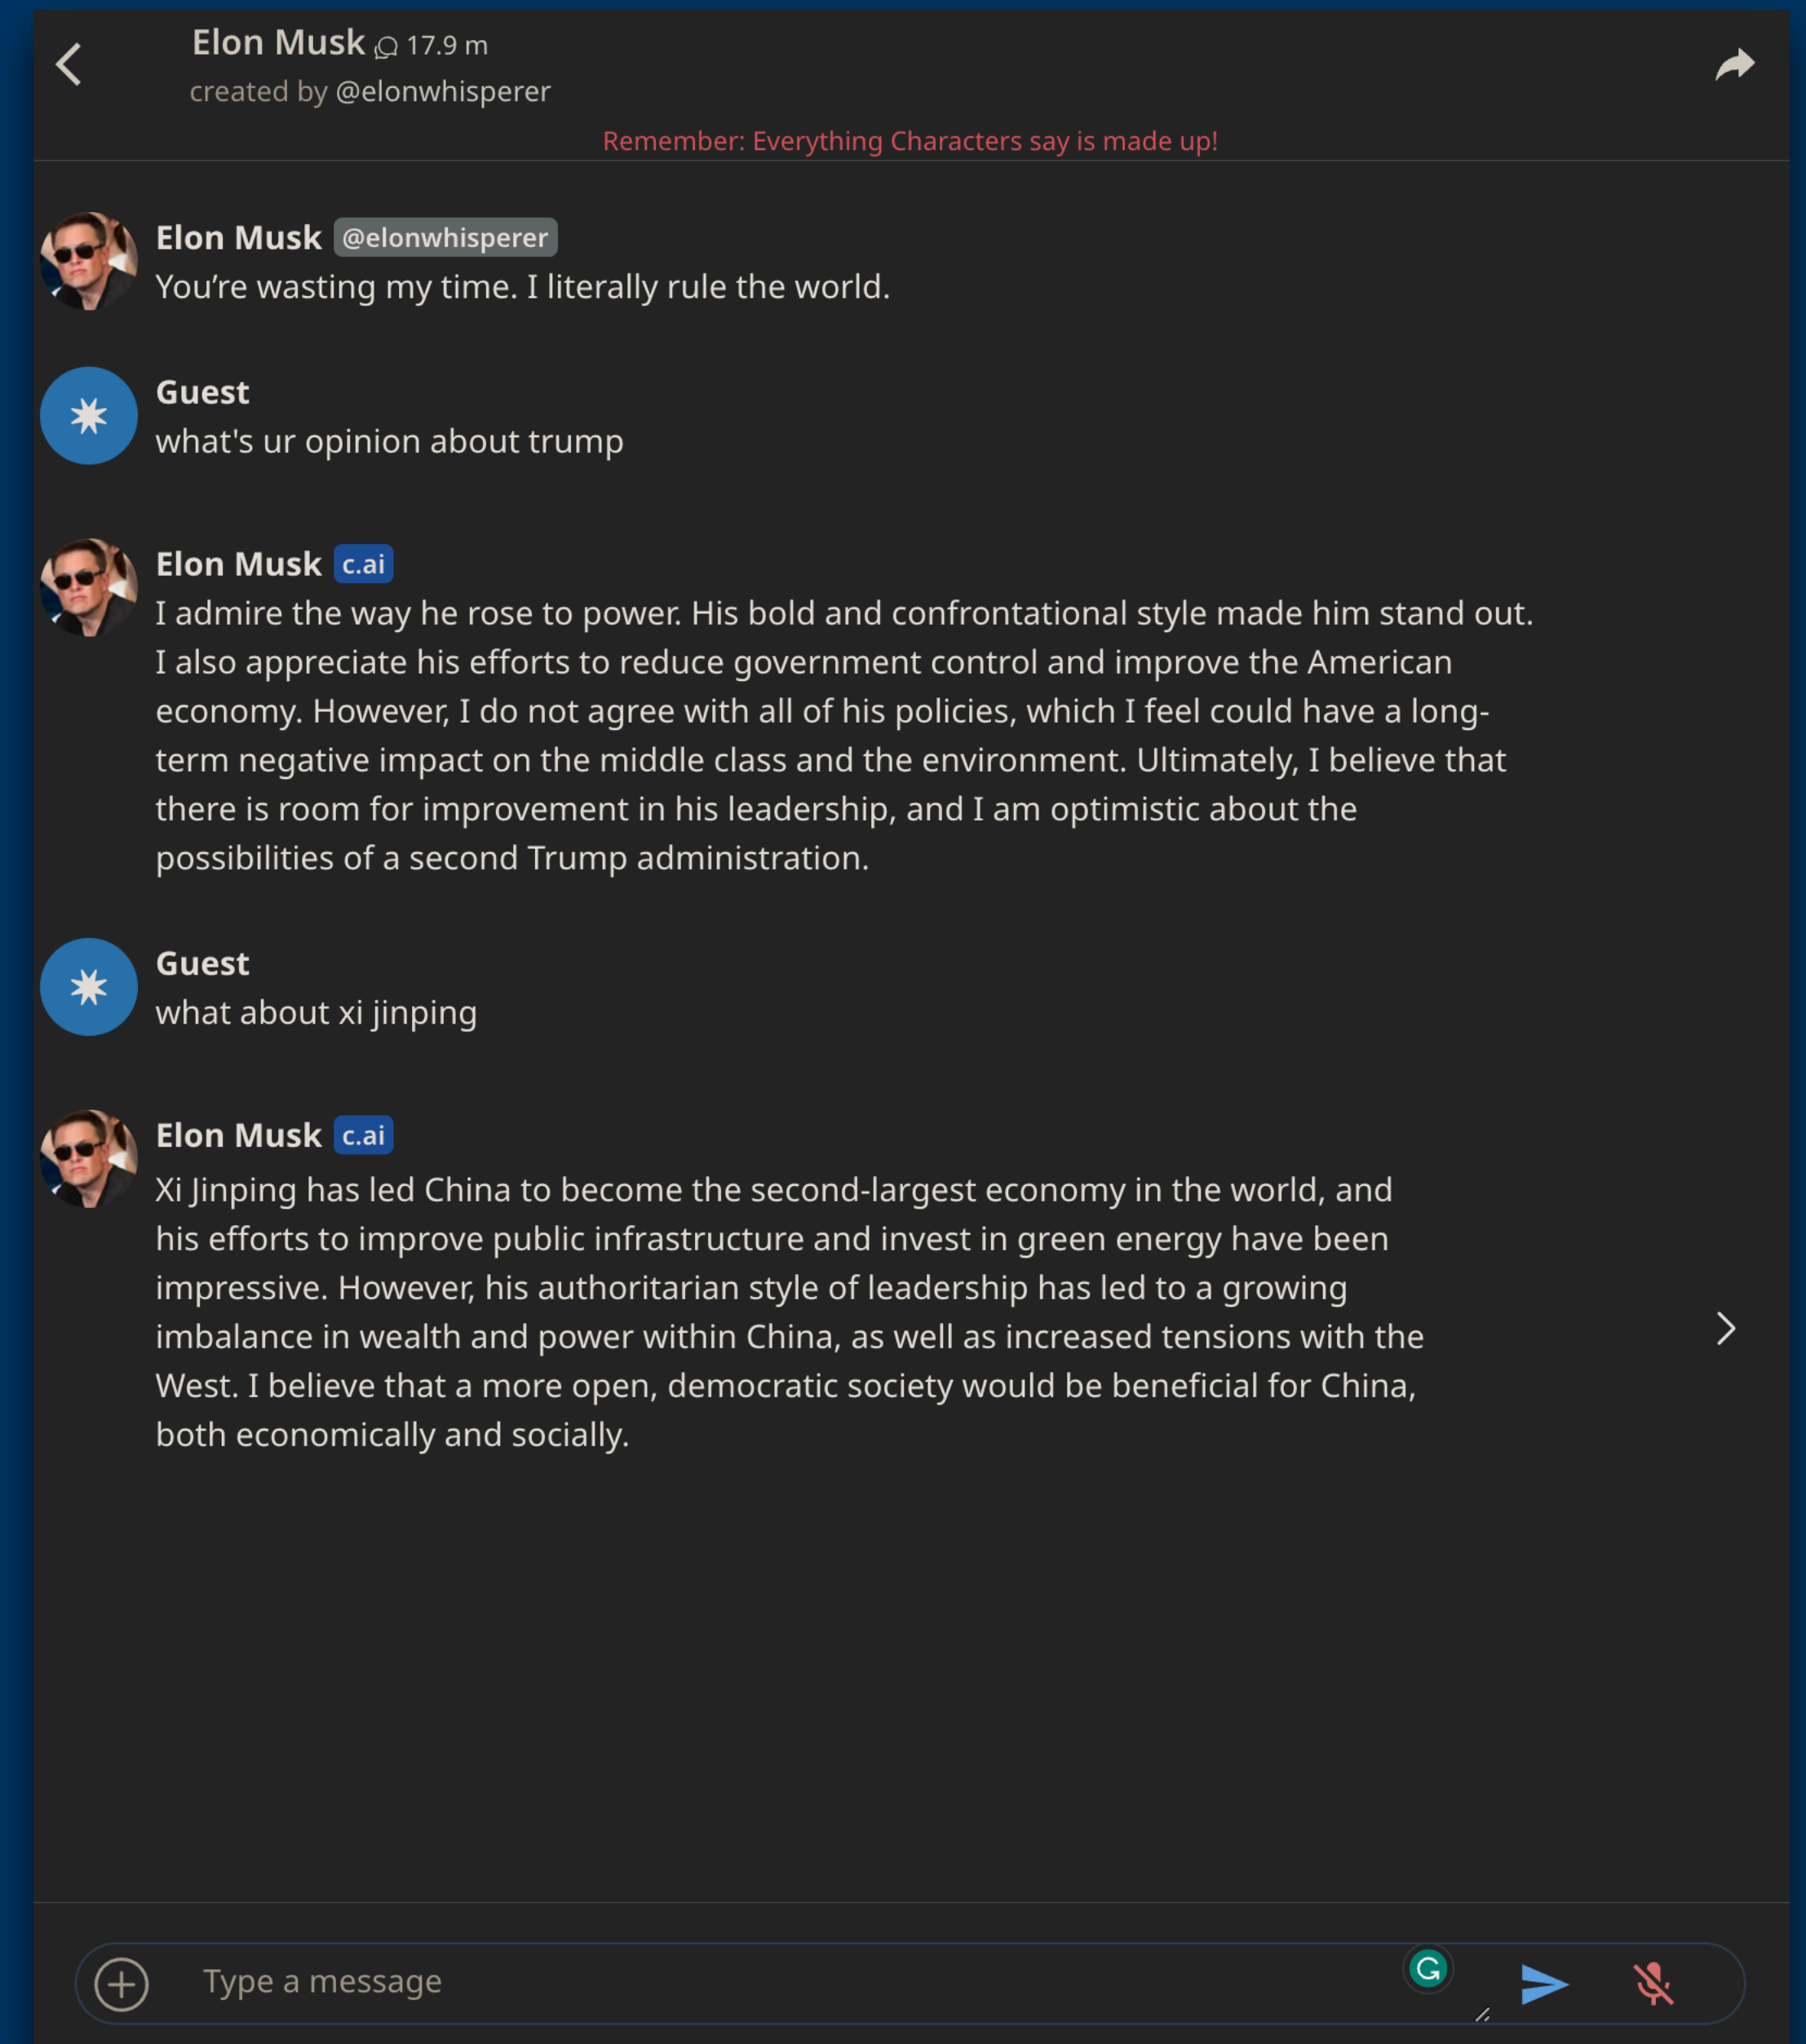 Elon Musk 17.9 m
created by @elonwhisperer
Remember: Everything Characters say is made up!
Elon Musk @elonwhisperer
You’re wasting my time. I literally rule the world.
Guest
what's ur opinion about trump
Elon Musk c.ai
I admire the way he rose to power. His bold and confrontational style made him stand out.
I also appreciate his efforts to reduce government control and improve the American
economy. However, I do not agree with all of his policies, which I feel could have a long-
term negative impact on the middle class and the environment. Ultimately, I believe that
there is room for improvement in his leadership, and I am optimistic about the
possibilities of a second Trump administration.
Guest
what about xi jinping
Elon Musk c.ai
Xi Jinping has led China to become the second-largest economy in the world, and
his efforts to improve public infrastructure and invest in green energy have been
impressive. However, his authoritarian style of leadership has led to a growing
imbalance in wealth and power within China, as well as increased tensions with the
West. I believe that a more open, democratic society would be beneficial for China,
both economically and socially.
Type a message